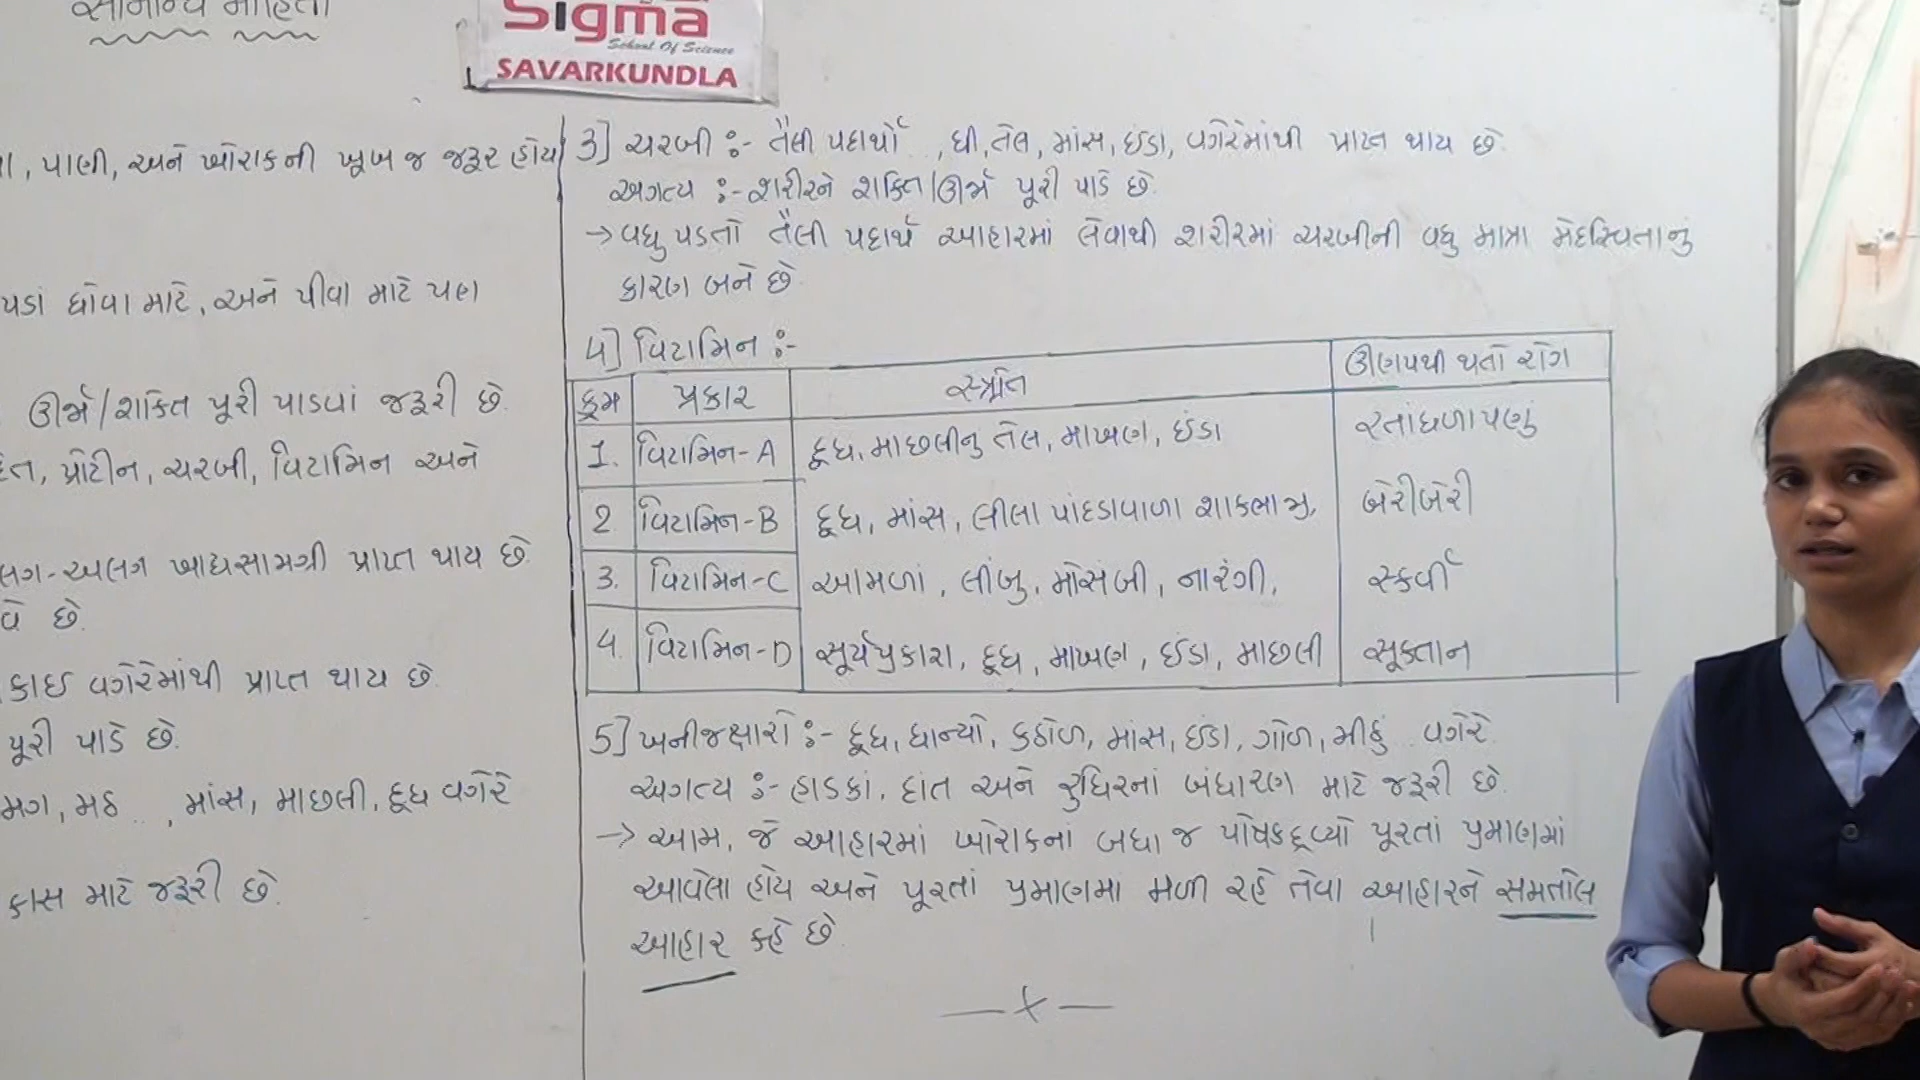 સામાન્ય માહિતી
Sigma
School Of Science
SAVARKUNDLA
, પાણી, અને ખોરાકની ખૂબ જ જરૂર હોય
પડાં ધોવા માટે, અને પીવા માટે પણ
ઊર્જા/શક્તિ પૂરી પાડવાં જરૂરી છે.
ત, પ્રોટીન, ચરબી, વિટામિન અને
લગ-અલગ ખાદ્યસામગ્રી પ્રાપ્ત થાય છે.
વે છે.
કાઈ વગેરેમાંથી પ્રાપ્ત થાય છે.
પૂરી પાડે છે.
મગ, મઠ .. , માંસ, માછલી, દૂધ વગેરે
કાસ માટે જરૂરી છે.
3] ચરબી :- તૈલી પદાર્થો .., ઘી, તેલ, માંસ, ઈંડા, વગેરેમાંથી પ્રાપ્ત થાય છે.
અગત્ય :- શરીરને શક્તિ/ઊર્જા પૂરી પાડે છે.
→ વધુ પડતો તૈલી પદાર્થ આહારમાં લેવાથી શરીરમાં ચરબીની વધુ માત્રા મેદસ્વિતાનું
કારણ બને છે.
4] વિટામિન :-
ક્રમ પ્રકાર સ્ત્રોત ઊણપથી થતો રોગ
1. વિટામિન-A દૂધ, માછલીનુ તેલ, માખણ, ઈંડા રતાંધળાપણું
2 વિટામિન-B દૂધ, માંસ, લીલા પાંદડાવાળા શાકભાજી, બેરીબેરી
3. વિટામિન-C આમળાં, લીંબુ, મોસંબી, નારંગી, સ્કર્વી
4. વિટામિન-D સૂર્યપ્રકાશ, દૂધ, માખણ, ઈંડા, માછલી સૂકતાન
5] ખનીજક્ષારો :- દૂધ, ધાન્યો, કઠોળ, માંસ, ઈંડા, ગોળ, મીઠું .. વગેરે.
અગત્ય :- હાડકાં, દાંત અને રુધિરનાં બંધારણ માટે જરૂરી છે.
→ આમ, જે આહારમાં ખોરાકનાં બધા જ પોષકદ્રવ્યો પૂરતાં પ્રમાણમાં
આવેલા હોય અને પૂરતાં પ્રમાણમાં મળી રહે તેવા આહારને સમતોલ
આહાર કહે છે.
—x—